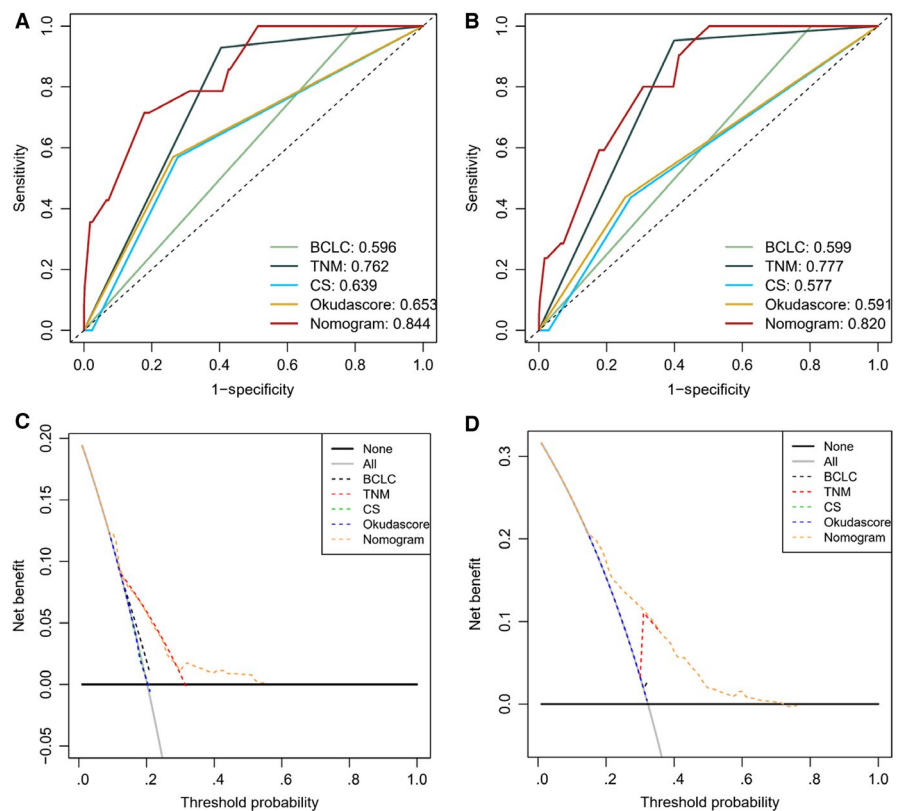 A
1.0
0.8
0.6
0.4
0.2
0.0
Sensitivity
BCLC: 0.596
TNM: 0.762
CS: 0.639
Okudascore: 0.653
Nomogram: 0.844
0.0 0.2 0.4 0.6 0.8 1.0
1−specificity
B
1.0
0.8
0.6
0.4
0.2
0.0
Sensitivity
BCLC: 0.599
TNM: 0.777
CS: 0.577
Okudascore: 0.591
Nomogram: 0.820
0.0 0.2 0.4 0.6 0.8 1.0
1−specificity
C
0.20
0.15
0.10
0.05
0.00
−0.05
Net benefit
None
All
BCLC
TNM
CS
Okudascore
Nomogram
.0 .2 .4 .6 .8 1.0
Threshold probability
D
0.3
0.2
0.1
0.0
Net benefit
None
All
BCLC
TNM
CS
Okudascore
Nomogram
.0 .2 .4 .6 .8 1.0
Threshold probability